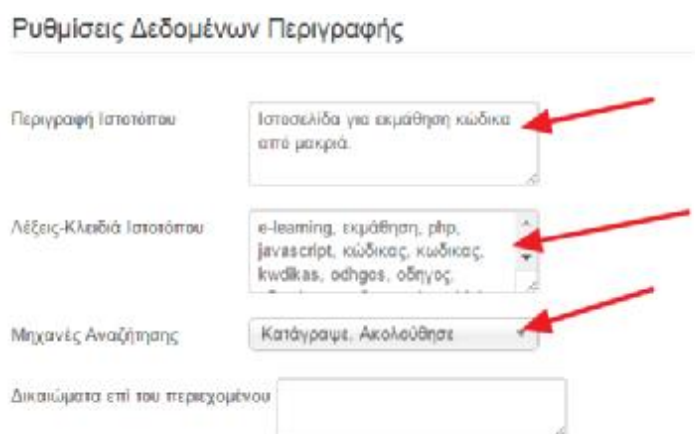 Ρυθμίσεις Δεδομένων Περιγραφής
Περιγραφή Ιστοτόπου
Ιστοσελίδα για εκμάθηση κώδικα
από μακριά.
Λέξεις-Κλειδιά Ιστοτόπου
e-learning, εκμάθηση, php,
javascript, κώδικας, κωδικας,
kwdikas, odhgos, οδηγος,
Μηχανές Αναζήτησης
Κατάγραψε, Ακολούθησε
Δικαιώματα επί του περιεχομένου